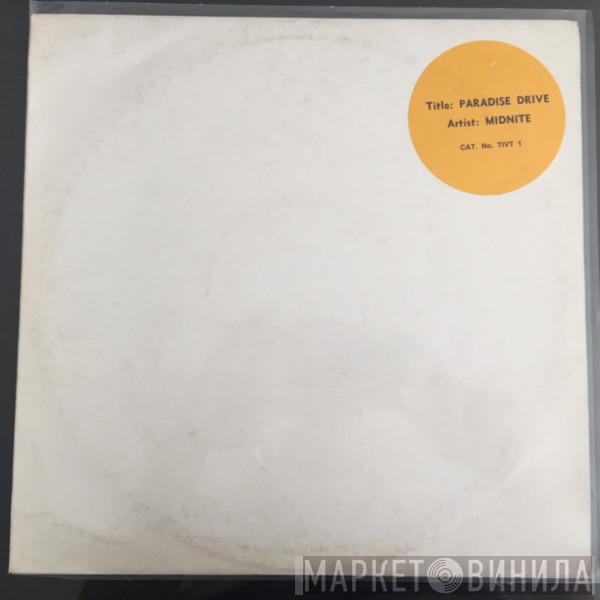 Title: PARADISE DRIVE
Artist: MIDNITE
CAT. No. TIVT 1
МАРКЕТ ВИНИЛА